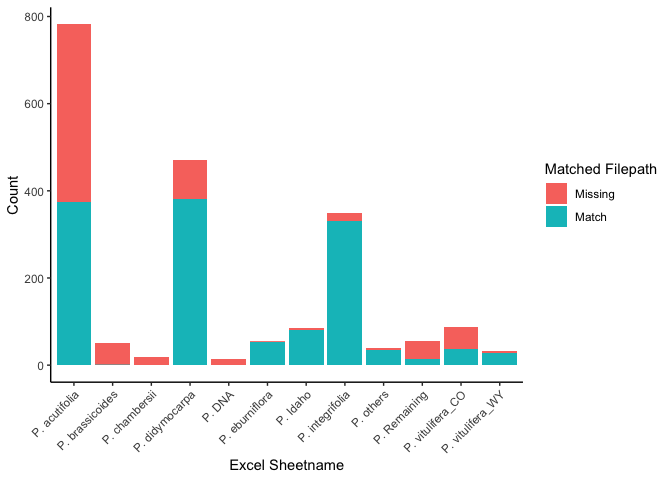 800
600
400
200
0
Count
P. acutifolia
P. brassicoides
P. chambersii
P. didymocarpa
P. DNA
P. eburniflora
P. Idaho
P. integrifolia
P. others
P. Remaining
P. vitulifera_CO
P. vitulifera_WY
Excel Sheetname
Matched Filepath
Missing
Match